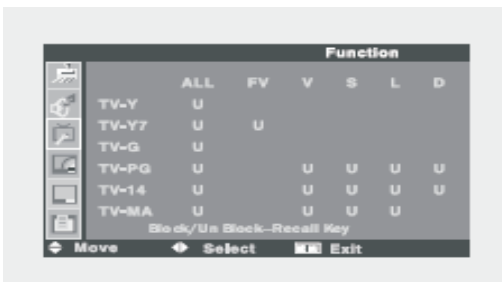 Function
ALL FV V S L D
TV-Y U
TV-Y7 U U
TV-G U
TV-PG U U U U U
TV-14 U U U U U
TV-MA U U U U
Block/Un Block-Recall Key
Move Select Exit